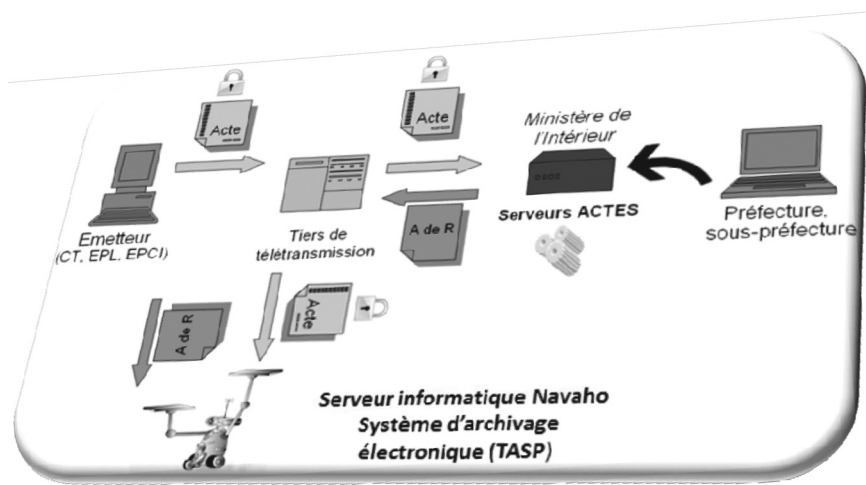 Acte
Acte
Ministère de
l'Intérieur
Emetteur
(CT, EPL, EPCI)
Tiers de
télétransmission
A de R
Serveurs ACTES
Préfecture,
sous-préfecture
A de R
Acte
Serveur informatique Navaho
Système d'archivage
électronique (TASP)